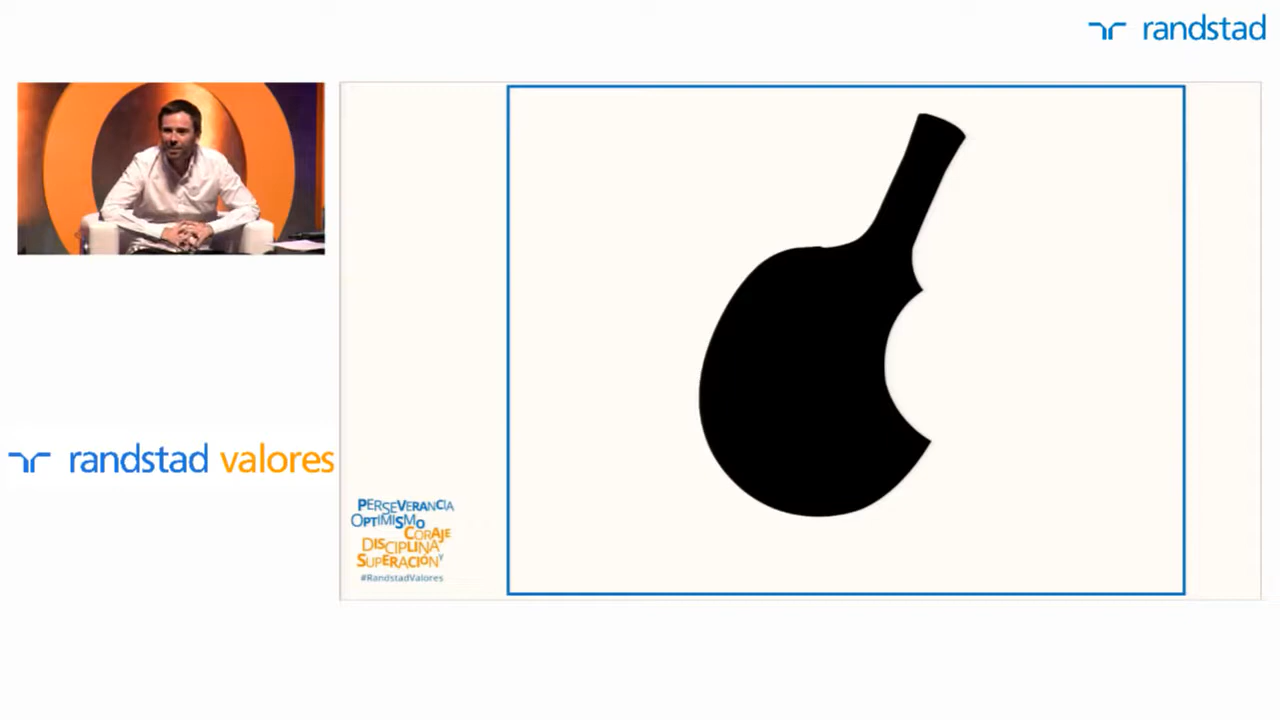 randstad
randstad valores
PERSEVERANCIA
OPTIMISMO
CORAJE
DISCIPLINA
SUPERACIÓN Y
#RandstadValores